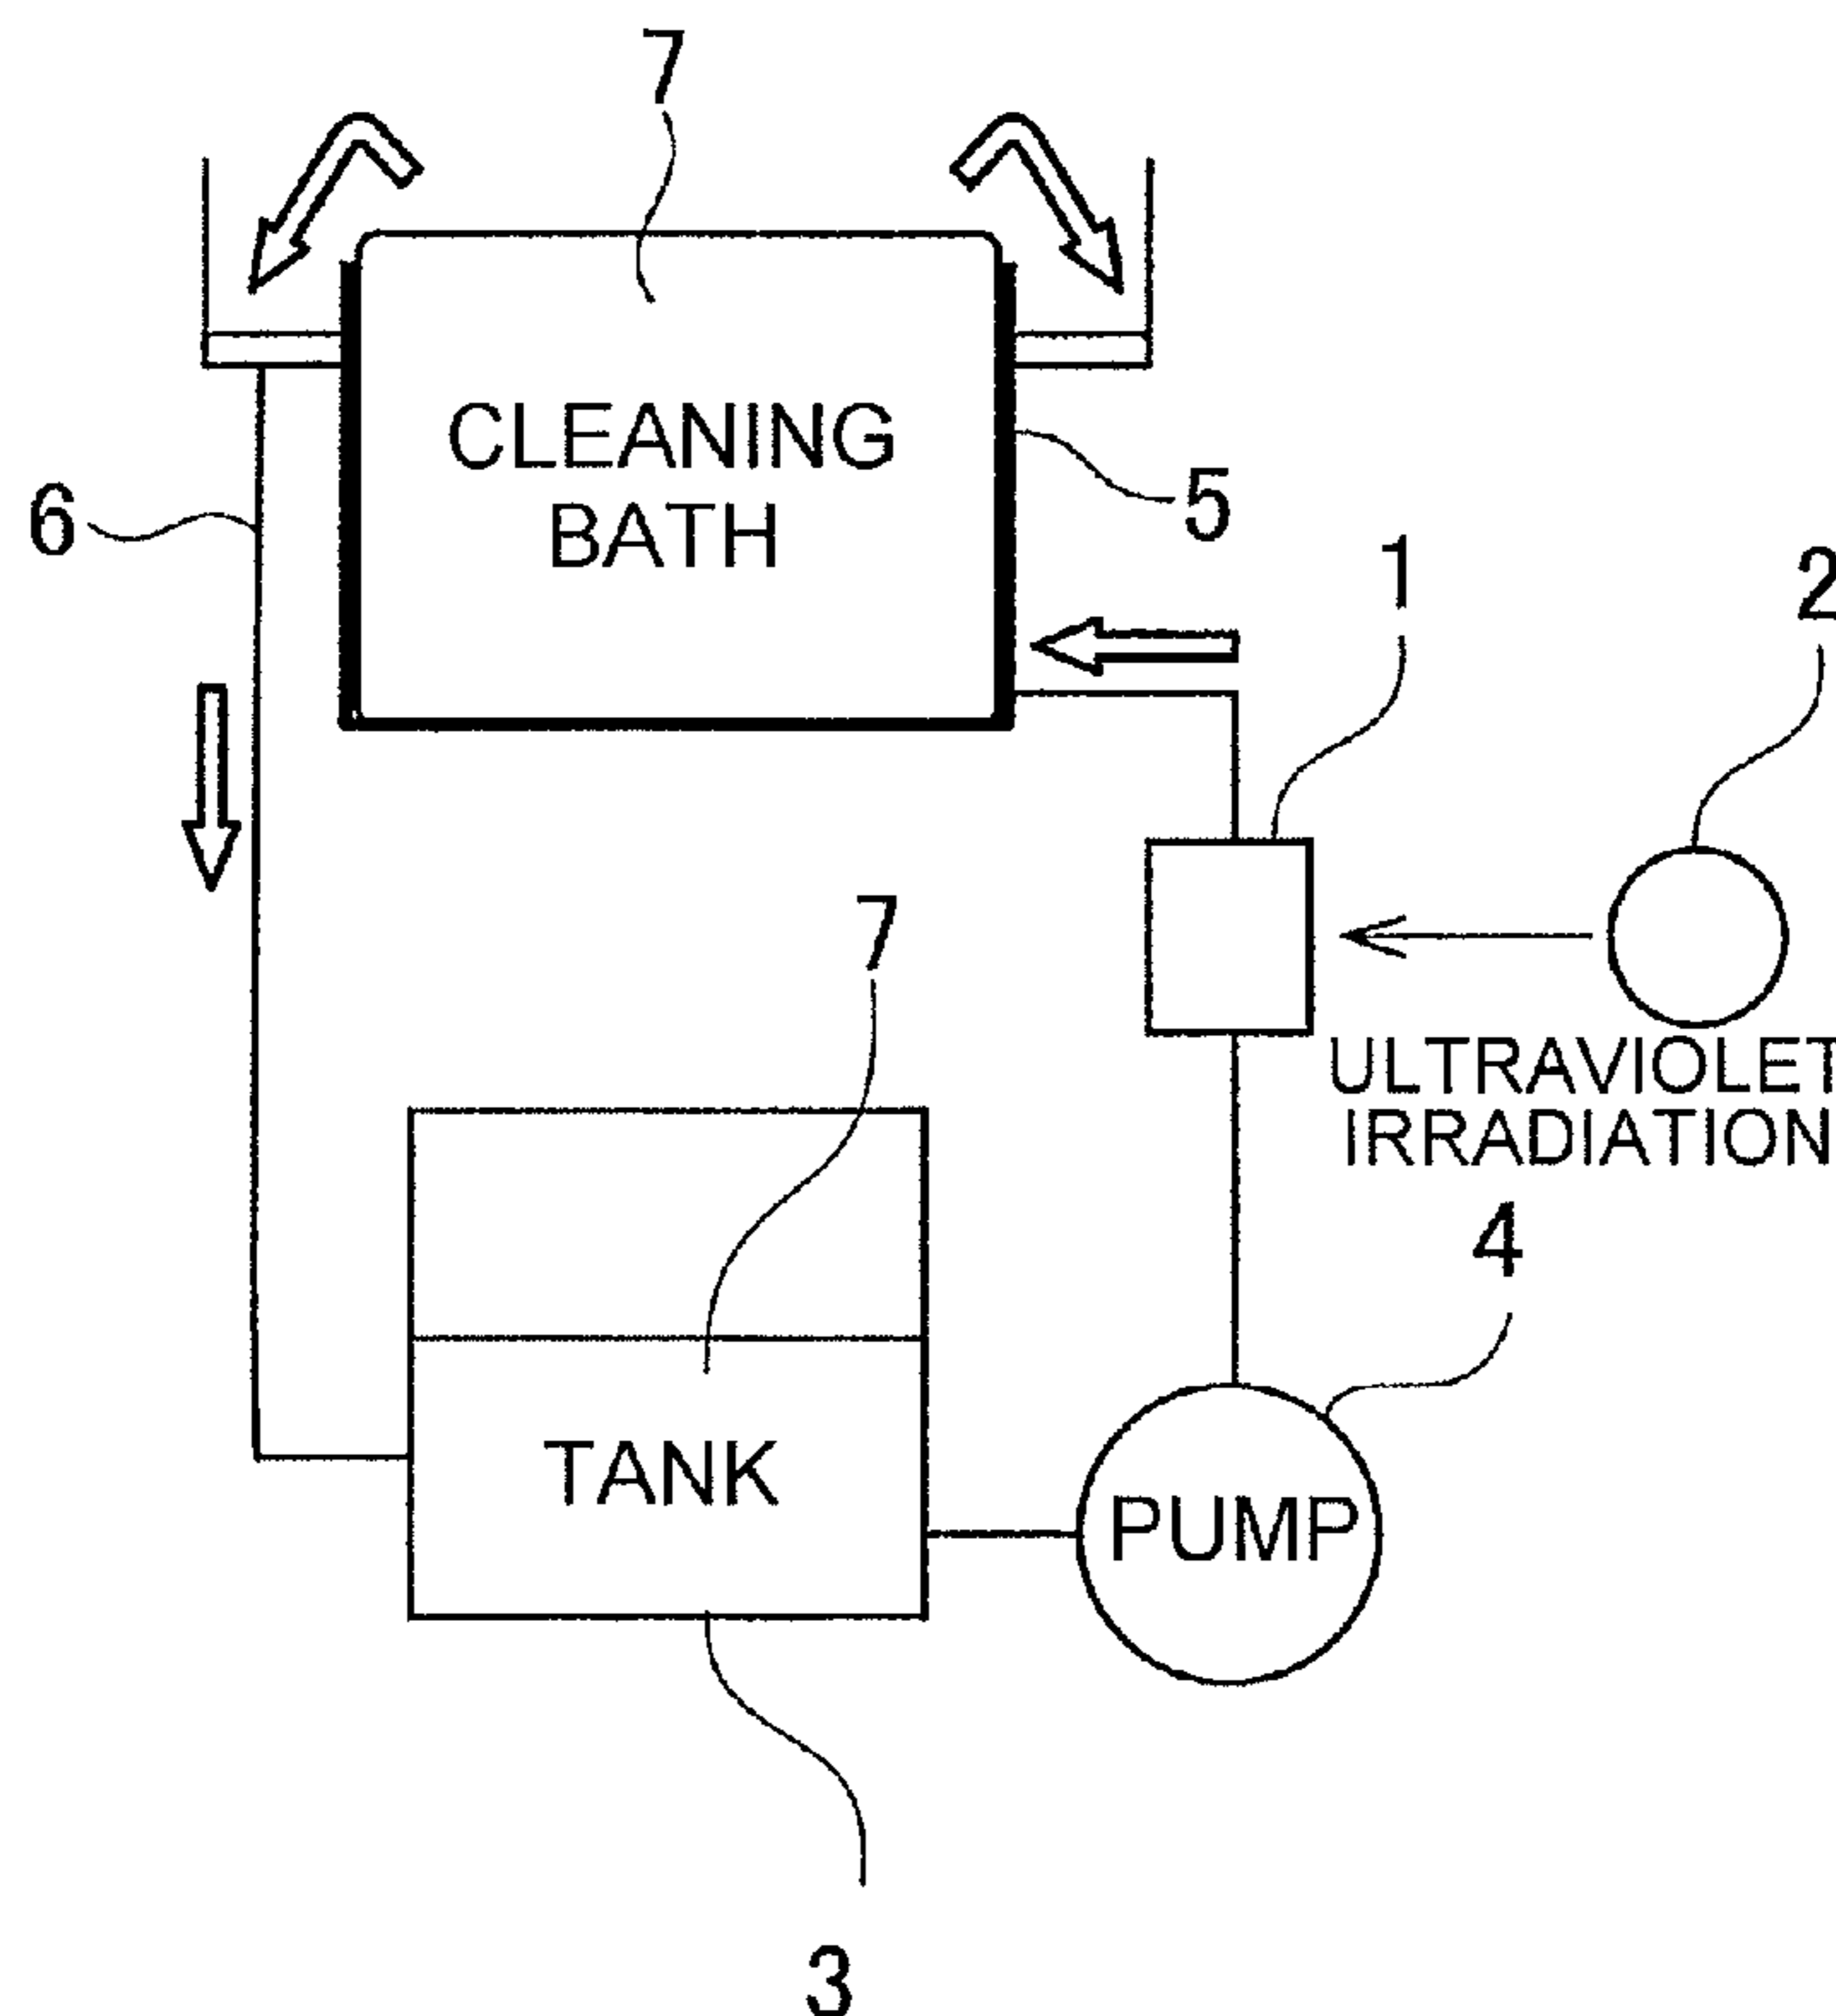 7
CLEANING
BATH
5
6
1
2
7
ULTRAVIOLET
IRRADIATION
4
TANK
PUMP
3